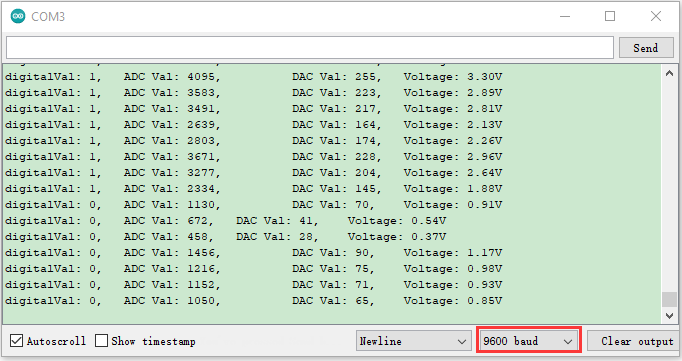 COM3
Send
digitalVal: 1, ADC Val: 4095, DAC Val: 255, Voltage: 3.30V
digitalVal: 1, ADC Val: 3583, DAC Val: 223, Voltage: 2.89V
digitalVal: 1, ADC Val: 3491, DAC Val: 217, Voltage: 2.81V
digitalVal: 1, ADC Val: 2639, DAC Val: 164, Voltage: 2.13V
digitalVal: 1, ADC Val: 2803, DAC Val: 174, Voltage: 2.26V
digitalVal: 1, ADC Val: 3671, DAC Val: 228, Voltage: 2.96V
digitalVal: 1, ADC Val: 3277, DAC Val: 204, Voltage: 2.64V
digitalVal: 1, ADC Val: 2334, DAC Val: 145, Voltage: 1.88V
digitalVal: 0, ADC Val: 1130, DAC Val: 70, Voltage: 0.91V
digitalVal: 0, ADC Val: 672, DAC Val: 41, Voltage: 0.54V
digitalVal: 0, ADC Val: 458, DAC Val: 28, Voltage: 0.37V
digitalVal: 0, ADC Val: 1456, DAC Val: 90, Voltage: 1.17V
digitalVal: 0, ADC Val: 1216, DAC Val: 75, Voltage: 0.98V
digitalVal: 0, ADC Val: 1152, DAC Val: 71, Voltage: 0.93V
digitalVal: 0, ADC Val: 1050, DAC Val: 65, Voltage: 0.85V
Autoscroll Show timestamp Newline 9600 baud Clear output